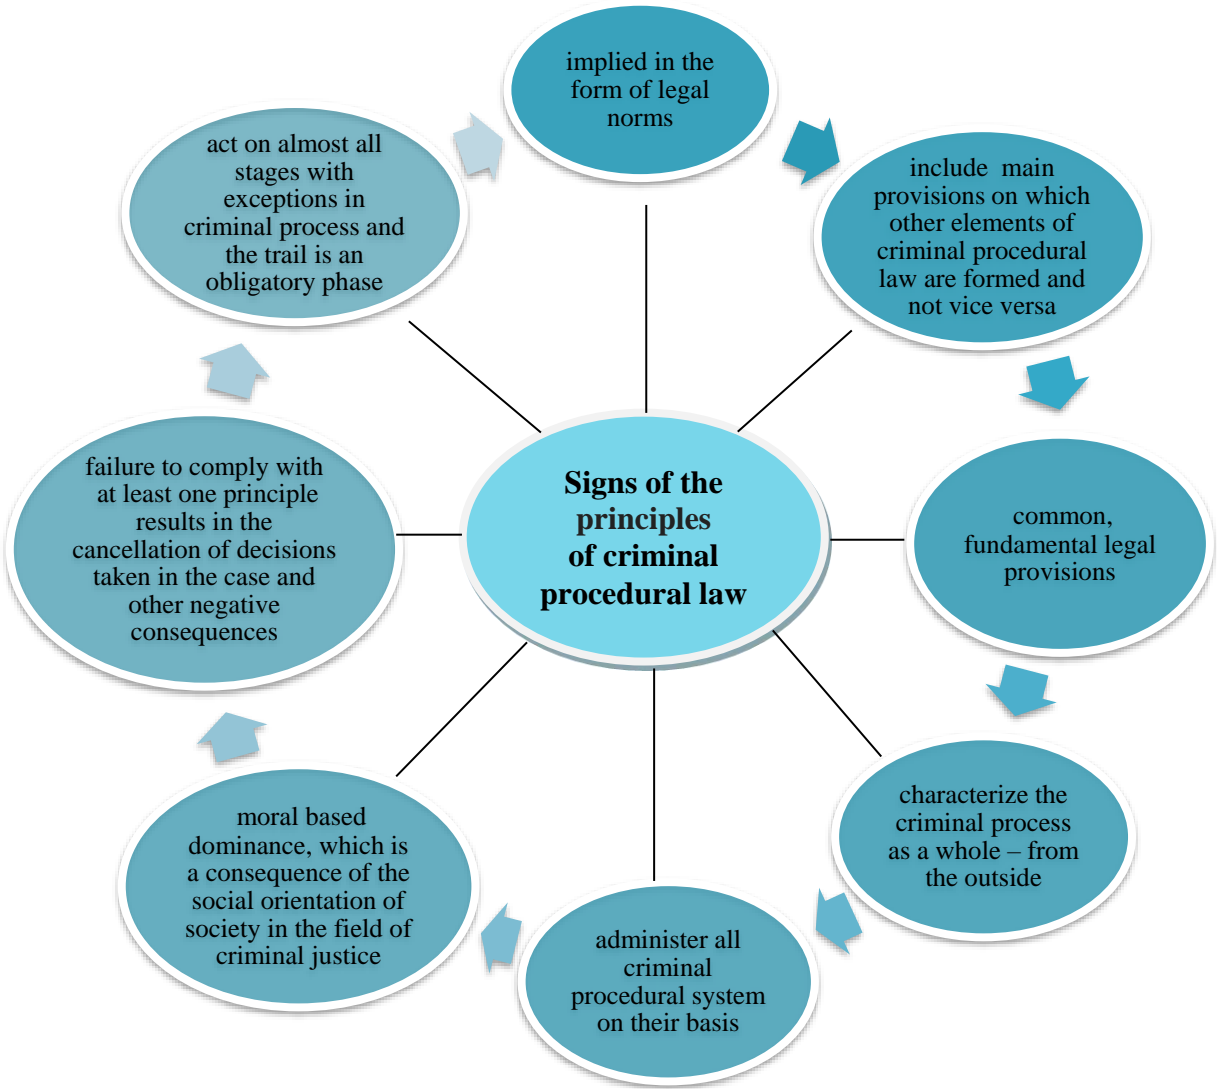 implied in the
form of legal
norms
include  main
provisions on which
other elements of
criminal procedural
law are formed and
not vice versa
common,
fundamental legal
provisions
characterize the
criminal process
as a whole – from
the outside
administer all
criminal
procedural system
on their basis
moral based
dominance, which is
a consequence of the
social orientation of
society in the field of
criminal justice
failure to comply with
at least one principle
results in the
cancellation of decisions
taken in the case and
other negative
consequences
act on almost all
stages with
exceptions in
criminal process and
the trail is an
obligatory phase
Signs of the
principles
of criminal
procedural law